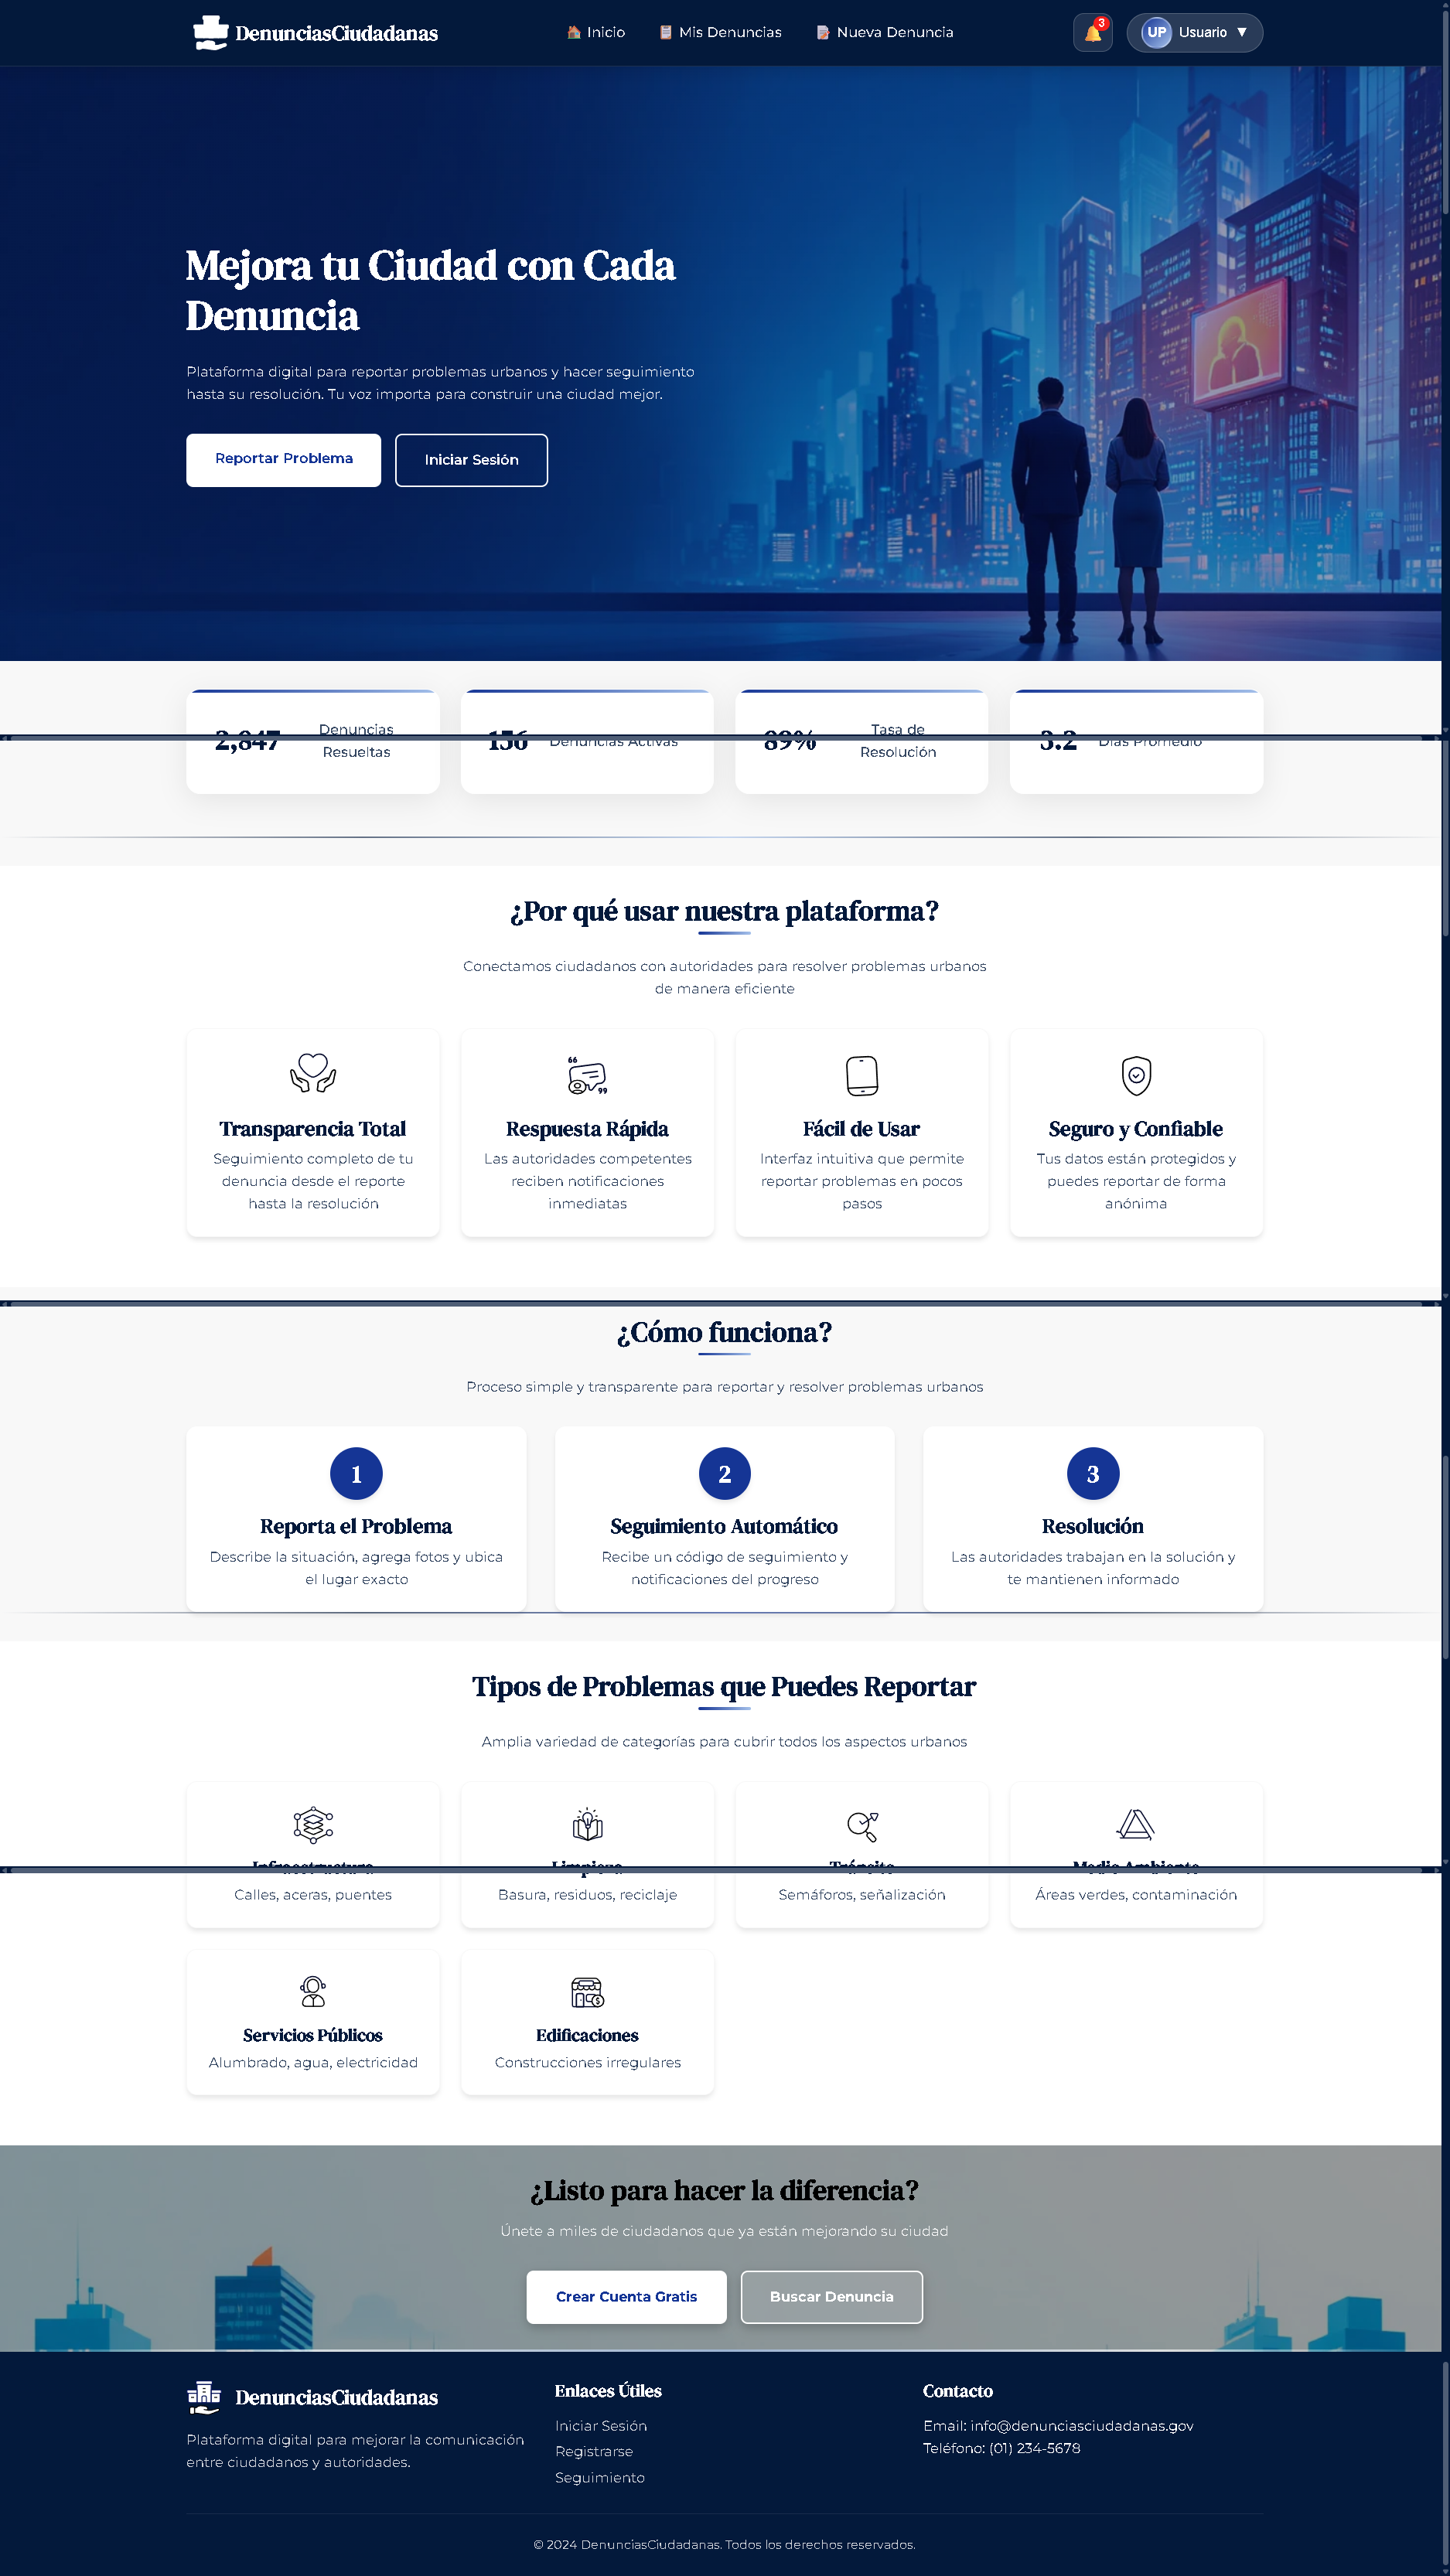 DenunciasCiudadanas
🏠 Inicio
📋 Mis Denuncias
📝 Nueva Denuncia
3
UP Usuario ▼
Mejora tu Ciudad con Cada
Denuncia
Plataforma digital para reportar problemas urbanos y hacer seguimiento
hasta su resolución. Tu voz importa para construir una ciudad mejor.
Reportar Problema
Iniciar Sesión
2,847
Denuncias
Resueltas
156
Denuncias Activas
89%
Tasa de
Resolución
3.2
Días Promedio
¿Por qué usar nuestra plataforma?
Conectamos ciudadanos con autoridades para resolver problemas urbanos
de manera eficiente
Transparencia Total
Seguimiento completo de tu
denuncia desde el reporte
hasta la resolución
Respuesta Rápida
Las autoridades competentes
reciben notificaciones
inmediatas
Fácil de Usar
Interfaz intuitiva que permite
reportar problemas en pocos
pasos
Seguro y Confiable
Tus datos están protegidos y
puedes reportar de forma
anónima
¿Cómo funciona?
Proceso simple y transparente para reportar y resolver problemas urbanos
1
Reporta el Problema
Describe la situación, agrega fotos y ubica
el lugar exacto
2
Seguimiento Automático
Recibe un código de seguimiento y
notificaciones del progreso
3
Resolución
Las autoridades trabajan en la solución y
te mantienen informado
Tipos de Problemas que Puedes Reportar
Amplia variedad de categorías para cubrir todos los aspectos urbanos
Infraestructura
Calles, aceras, puentes
Limpieza
Basura, residuos, reciclaje
Tránsito
Semáforos, señalización
Medio Ambiente
Áreas verdes, contaminación
Servicios Públicos
Alumbrado, agua, electricidad
Edificaciones
Construcciones irregulares
¿Listo para hacer la diferencia?
Únete a miles de ciudadanos que ya están mejorando su ciudad
Crear Cuenta Gratis
Buscar Denuncia
DenunciasCiudadanas
Plataforma digital para mejorar la comunicación
entre ciudadanos y autoridades.
Enlaces Útiles
Iniciar Sesión
Registrarse
Seguimiento
Contacto
Email: info@denunciasciudadanas.gov
Teléfono: (01) 234-5678
© 2024 DenunciasCiudadanas. Todos los derechos reservados.